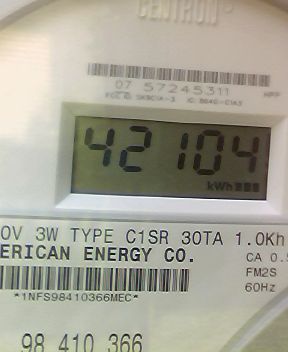 CENTRON
07 57245311
42104
kWh
0V 3W TYPE C1SR 30TA 1.0Kh
ERICAN ENERGY CO.
CA 0.5
FM2S
*1NFS98410366MEC*
60Hz
98 410 366